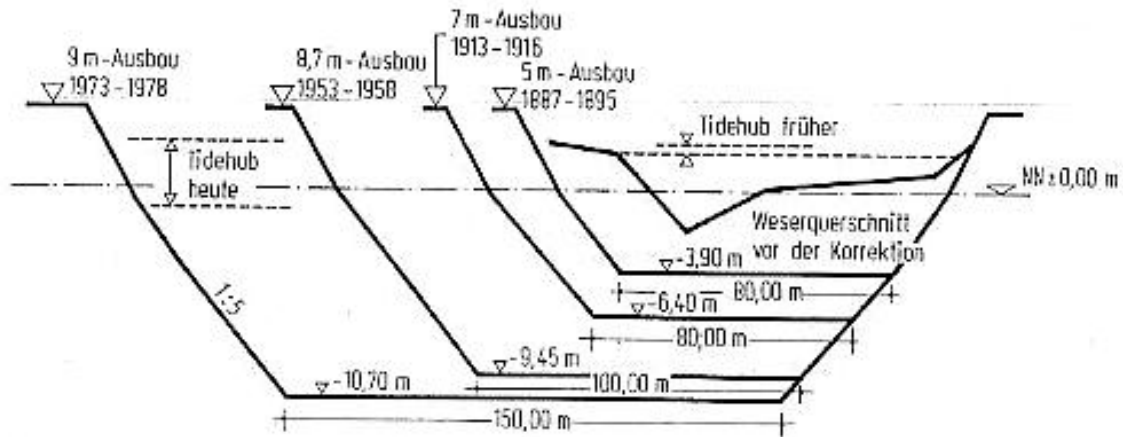 7 m - Ausbau
1913 - 1916
9 m - Ausbau
1973 - 1978
8,7 m - Ausbau
1953 - 1958
5 m - Ausbau
1887 - 1895
Tidehub früher
Tidehub
heute
NN ± 0,00 m
Weserquerschnitt
vor der Korrektion
-3,90 m
80,00 m
-6,40 m
80,00 m
1:5
-9,45 m
100,00 m
-10,70 m
150,00 m